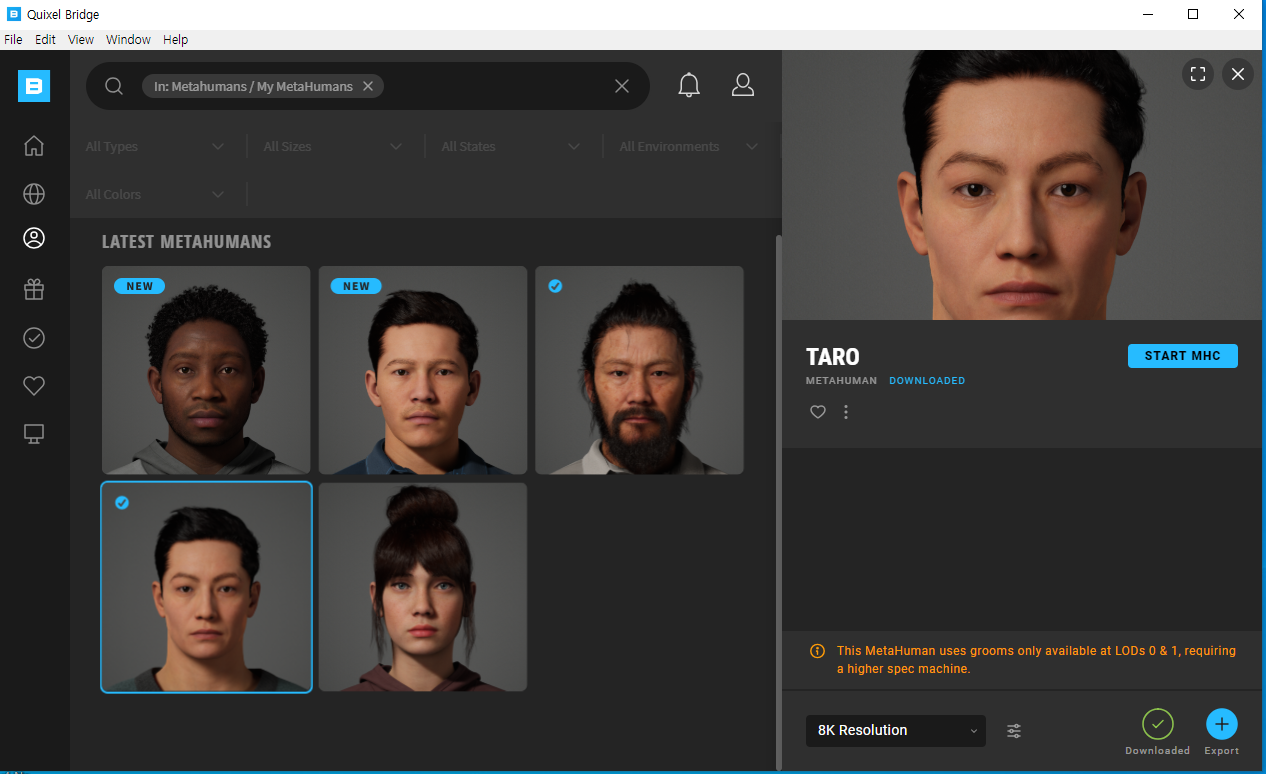 Quixel Bridge
File Edit View Window Help
In: Metahumans / My MetaHumans
All Types All Sizes All States All Environments
All Colors
LATEST METAHUMANS
NEW NEW
TARO
START MHC
METAHUMAN DOWNLOADED
This MetaHuman uses grooms only available at LODs 0 & 1, requiring
a higher spec machine.
8K Resolution
Downloaded Export